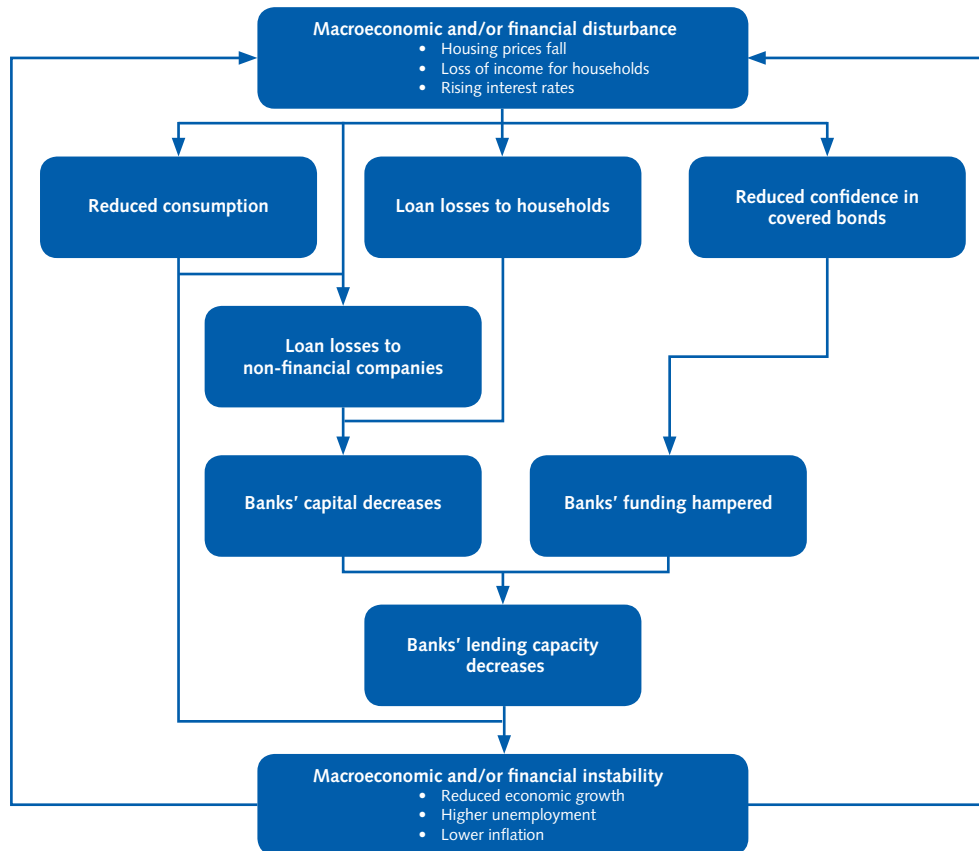 Macroeconomic and/or financial disturbance
• Housing prices fall
• Loss of income for households
• Rising interest rates
Reduced consumption
Loan losses to households
Reduced confidence in
covered bonds
Loan losses to
non-financial companies
Banks’ capital decreases
Banks’ funding hampered
Banks’ lending capacity
decreases
Macroeconomic and/or financial instability
• Reduced economic growth
• Higher unemployment
• Lower inflation